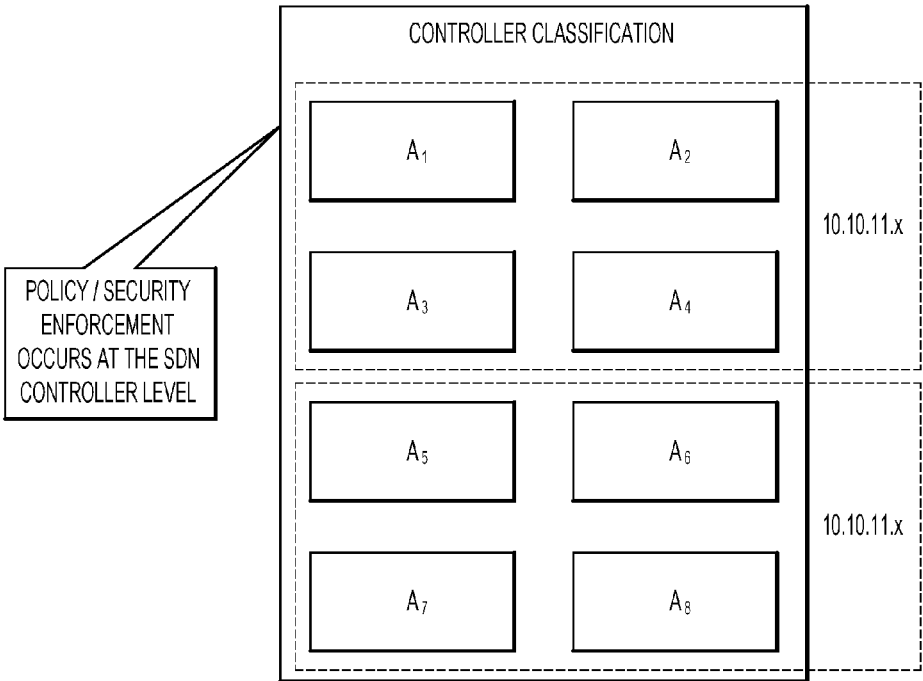 CONTROLLER CLASSIFICATION
A₁
A₂
10.10.11.x
A₃
A₄
POLICY / SECURITY
ENFORCEMENT
OCCURS AT THE SDN
CONTROLLER LEVEL
A₅
A₆
10.10.11.x
A₇
A₈